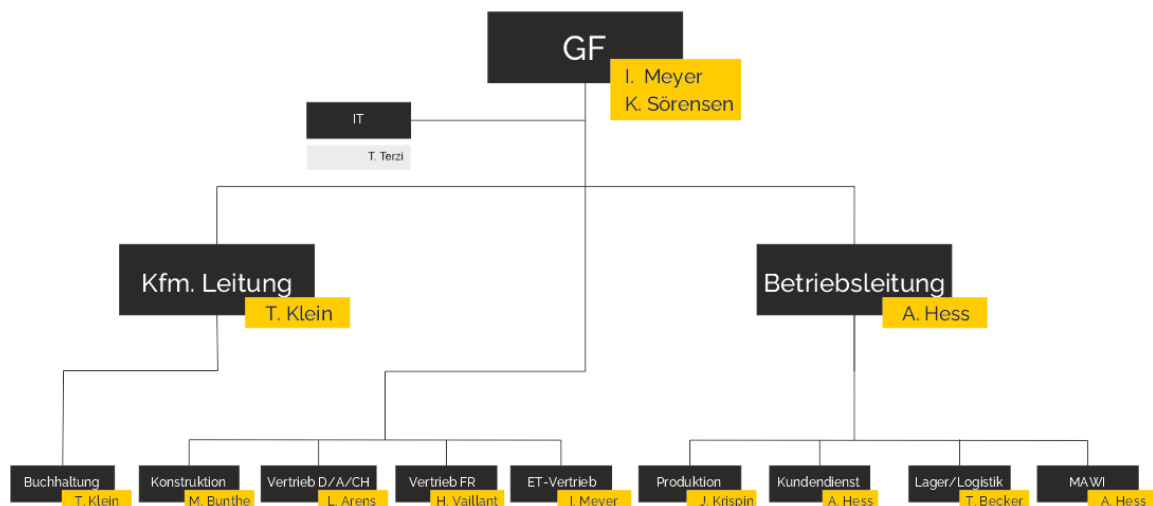 GF
I. Meyer
K. Sörensen
IT
T. Terzi
Kfm. Leitung
T. Klein
Betriebsleitung
A. Hess
Buchhaltung
T. Klein
Konstruktion
M. Bunthe
Vertrieb D/A/CH
L. Arens
Vertrieb FR
H. Vaillant
ET-Vertrieb
I. Meyer
Produktion
J. Krispin
Kundendienst
A. Hess
Lager/Logistik
T. Becker
MAWI
A. Hess